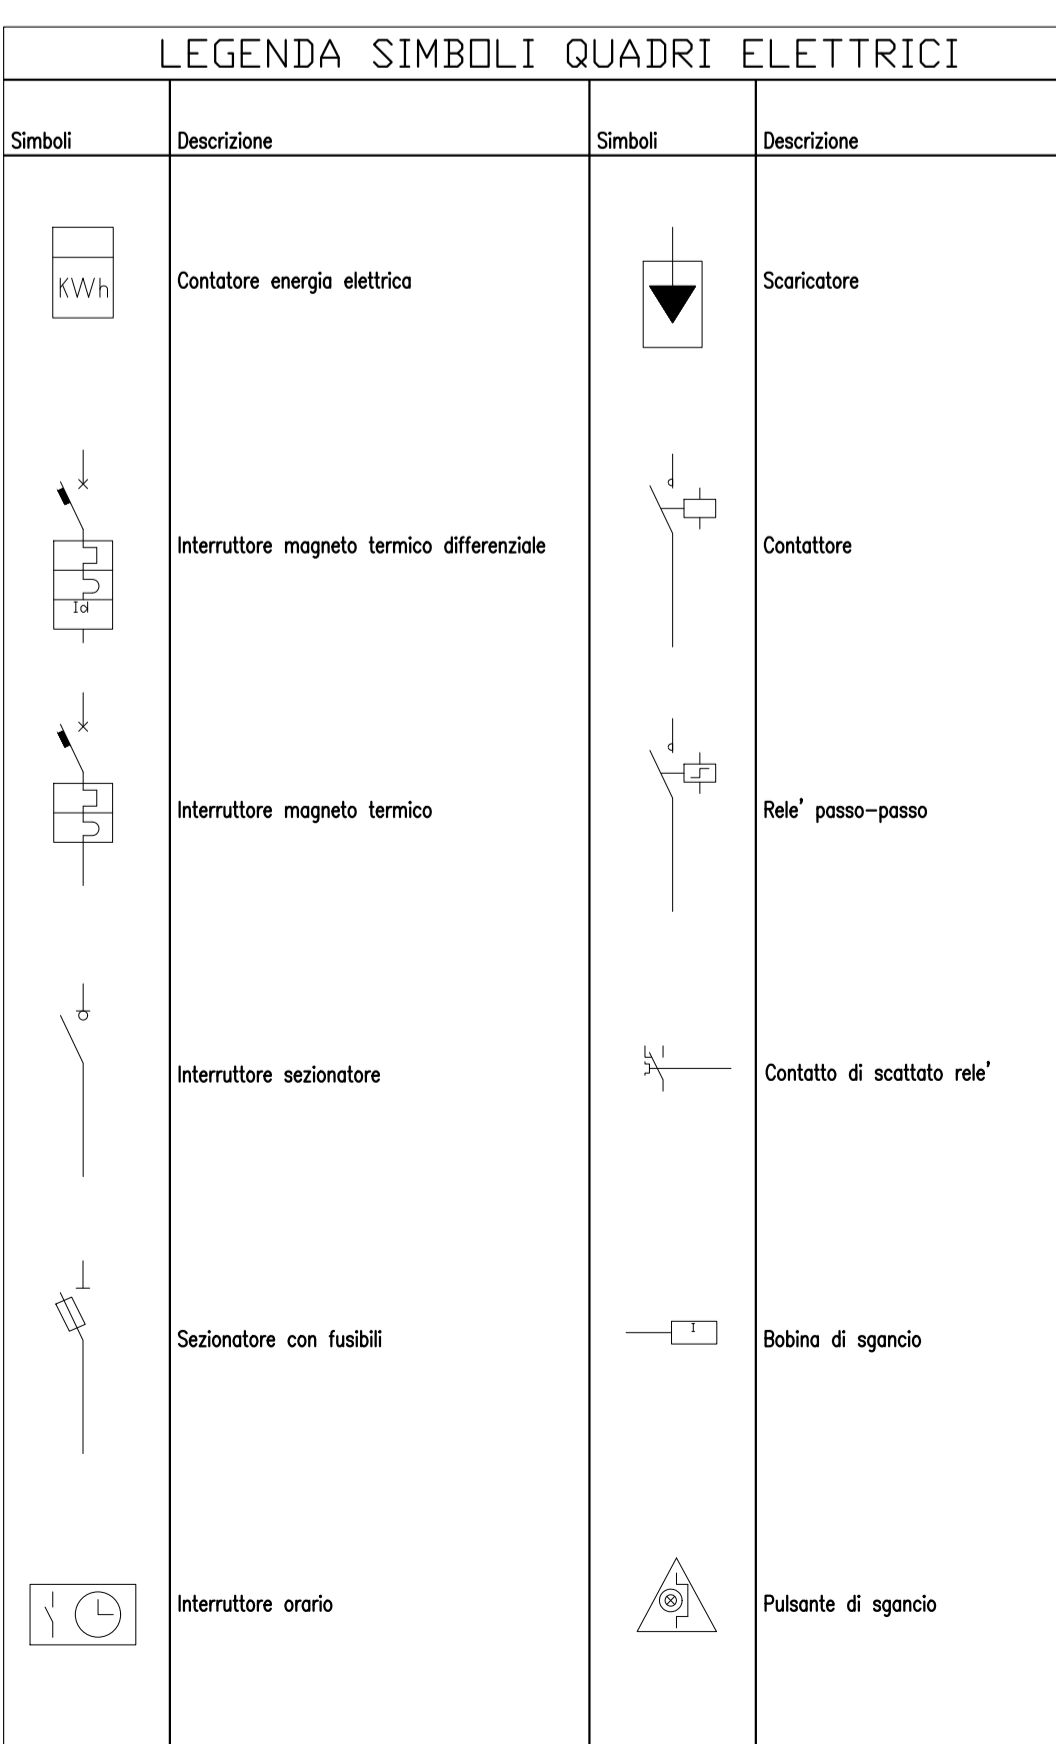 LEGENDA SIMBOLI QUADRI ELETTRICI
Simboli Descrizione Simboli Descrizione
KWh Contatore energia elettrica Scaricatore
Interruttore magneto termico differenziale Contattore
Id
Interruttore magneto termico Rele' passo-passo
Interruttore sezionatore Contatto di scattato rele'
Sezionatore con fusibili I Bobina di sgancio
Interruttore orario Pulsante di sgancio